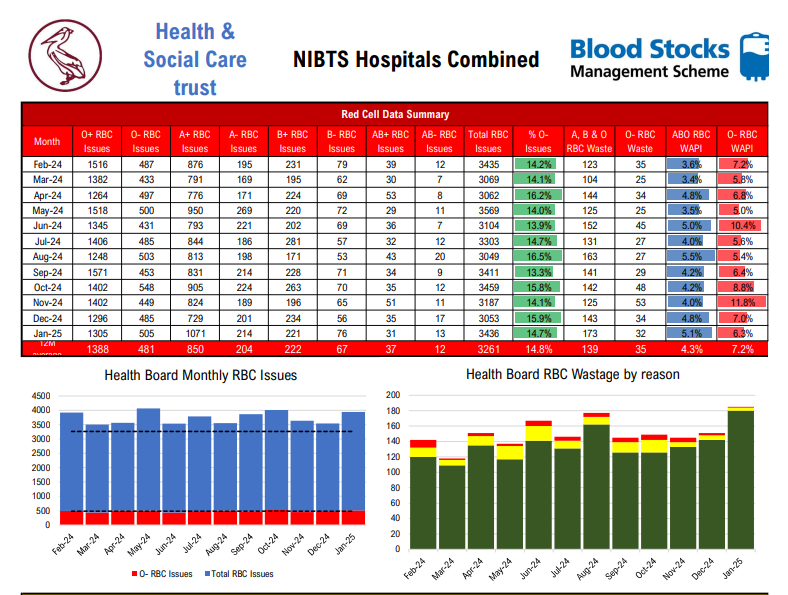 Health &
Social Care
trust
NIBTS Hospitals Combined
Blood Stocks
Management Scheme
Red Cell Data Summary
Month O+ RBC Issues O- RBC Issues A+ RBC Issues A- RBC Issues B+ RBC Issues B- RBC Issues AB+ RBC Issues AB- RBC Issues Total RBC Issues % O- Issues A, B & O RBC Waste O- RBC Waste ABO RBC WAPI O- RBC WAPI
Feb-24 1516 487 876 195 231 79 39 12 3435 14.2% 123 35 3.6% 7.2%
Mar-24 1382 433 791 169 195 62 30 7 3069 14.1% 104 25 3.4% 5.8%
Apr-24 1264 497 776 171 224 69 53 8 3062 16.2% 144 34 4.8% 6.8%
May-24 1518 500 950 269 220 72 29 11 3569 14.0% 125 25 3.5% 5.0%
Jun-24 1345 431 793 221 202 69 36 7 3104 13.9% 152 45 5.0% 10.4%
Jul-24 1406 485 844 186 281 57 32 12 3303 14.7% 131 27 4.0% 5.6%
Aug-24 1248 503 813 198 171 53 43 20 3049 16.5% 163 27 5.5% 5.4%
Sep-24 1571 453 831 214 228 71 34 9 3411 13.3% 141 29 4.2% 6.4%
Oct-24 1402 548 905 224 263 70 35 12 3459 15.8% 142 48 4.2% 8.8%
Nov-24 1402 449 824 189 196 65 51 11 3187 14.1% 125 53 4.0% 11.8%
Dec-24 1296 485 729 201 234 56 35 17 3053 15.9% 143 34 4.8% 7.0%
Jan-25 1305 505 1071 214 221 76 31 13 3436 14.7% 173 32 5.1% 6.3%
12M average 1388 481 850 204 222 67 37 12 3261 14.8% 139 35 4.3% 7.2%
Health Board Monthly RBC Issues
4500
4000
3500
3000
2500
2000
1500
1000
500
0
Feb-24 Mar-24 Apr-24 May-24 Jun-24 Jul-24 Aug-24 Sep-24 Oct-24 Nov-24 Dec-24 Jan-25
O- RBC Issues Total RBC Issues
Health Board RBC Wastage by reason
200
180
160
140
120
100
80
60
40
20
0
Feb-24 Mar-24 Apr-24 May-24 Jun-24 Jul-24 Aug-24 Sep-24 Oct-24 Nov-24 Dec-24 Jan-25